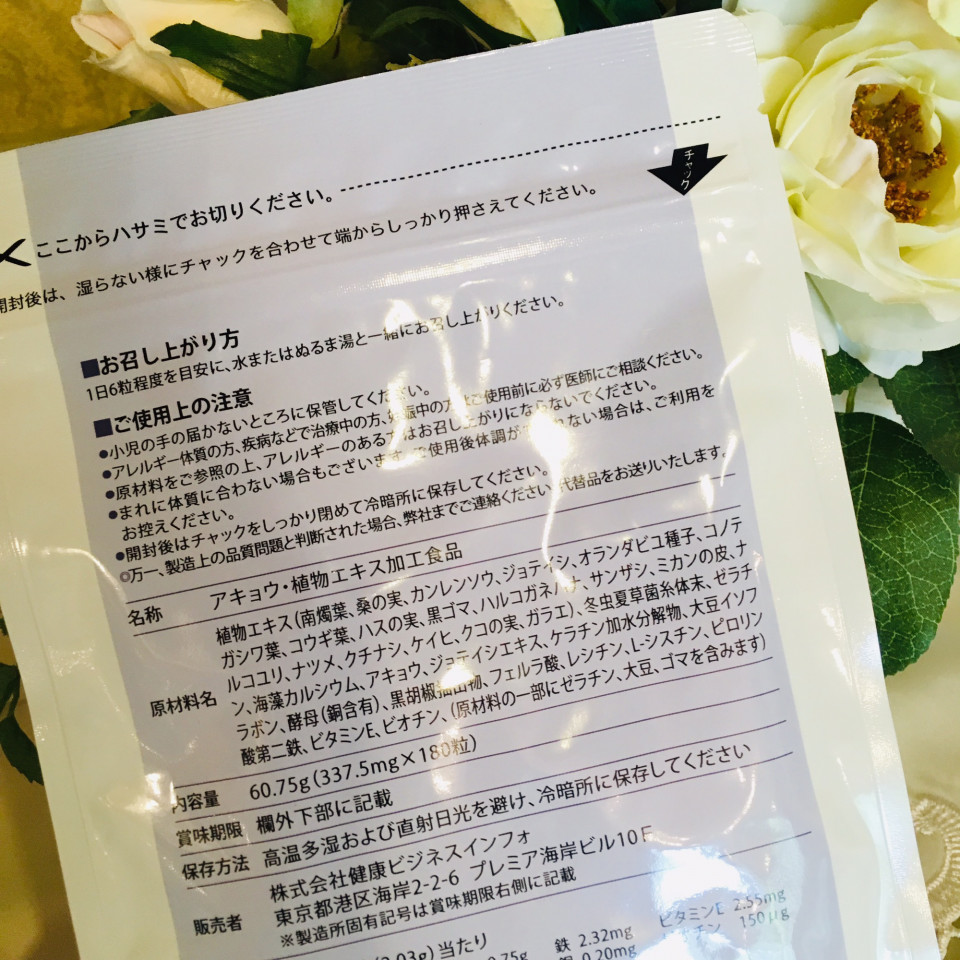 ここからハサミでお切りください。
チャック
開封後は、湿らない様にチャックを合わせて端からしっかり押さえてください。
■お召し上がり方
1日6粒程度を目安に、水またはぬるま湯と一緒にお召し上がりください。
■ご使用上の注意
●小児の手の届かないところに保管してください。
●アレルギー体質の方、疾病などで治療中の方、妊娠中の方はご使用前に必ず医師にご相談ください。
●原材料をご参照の上、アレルギーのある方はお召し上がりにならないでください。
●まれに体質に合わない場合もございます。ご使用後体調が
ない場合は、ご利用を
お控えください。
●開封後はチャックをしっかり閉めて冷暗所に保存してください。
◎万一、製造上の品質問題と判断された場合、弊社までご連絡ください。代替品をお送りいたします。
名称 アキョウ・植物エキス加工食品
原材料名 植物エキス(南燭葉、桑の実、カンレンソウ、ジョテイシ、オランダビユ種子、コノテ
ガシワ葉、コウギ葉、ハスの実、黒ゴマ、ハルコガネバナ、サンザシ、ミカンの皮、ナ
ルコユリ、ナツメ、クチナシ、ケイヒ、クコの実、ガラエ)、冬虫夏草菌糸体末、ゼラチ
ン、海藻カルシウム、アキョウ、ジョテイシエキス、ケラチン加水分解物、大豆イソフ
ラボン、酵母(銅含有)、黒胡椒抽出物、フェルラ酸、レシチン、L-シスチン、ピロリン
酸第二鉄、ビタミンE、ビオチン、(原材料の一部にゼラチン、大豆、ゴマを含みます)
内容量 60.75g(337.5mg×180粒)
賞味期限 欄外下部に記載
保存方法 高温多湿および直射日光を避け、冷暗所に保存してください
販売者 株式会社健康ビジネスインフォ
東京都港区海岸2-2-6 プレミア海岸ビル10F
※製造所固有記号は賞味期限右側に記載
当たり
鉄 2.32mg
ビタミンE 2.55mg
0.20mg
150μg